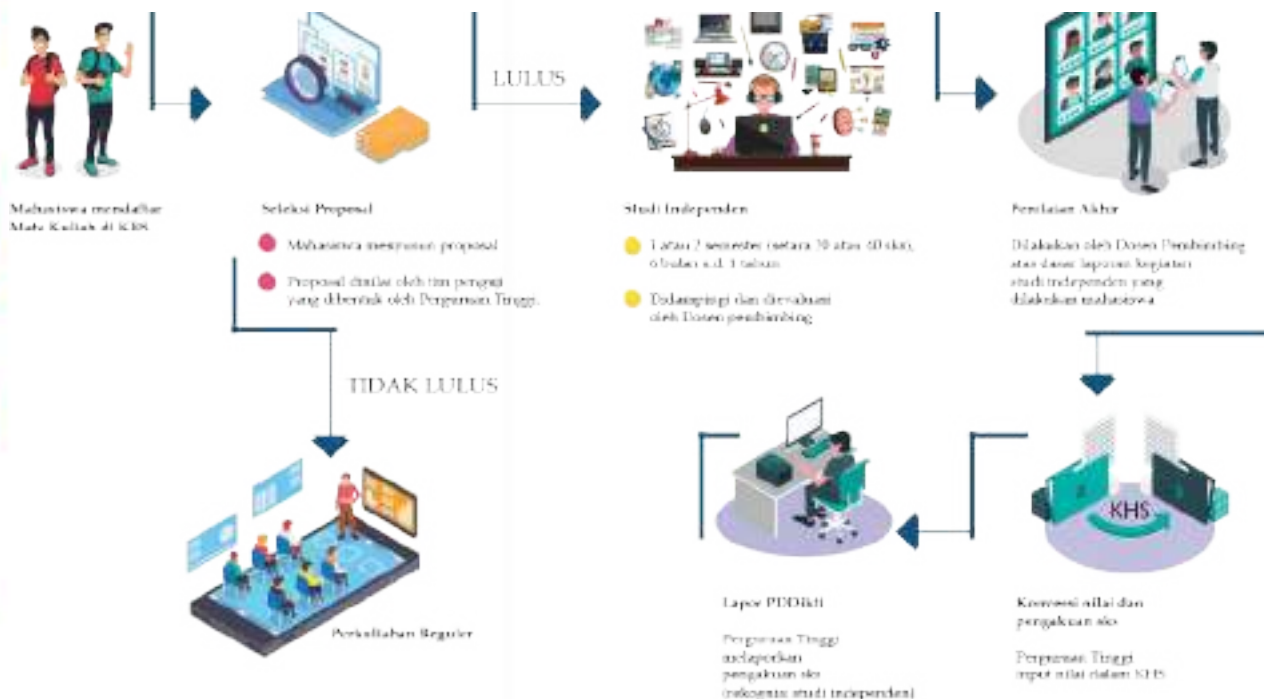 Mahasiswa mendaftar
Mata Kuliah di KRS
Seleksi Proposal
Mahasiswa menyusun proposal
Proposal dinilai oleh tim penguji
yang dibentuk oleh Perguruan Tinggi.
LULUS
Studi Independen
1 atau 2 semester (setara 20 atau 40 sks),
6 bulan s.d. 1 tahun
Didampingi dan dievaluasi
oleh Dosen pembimbing
Penilaian Akhir
Dilakukan oleh Dosen Pembimbing
atas dasar laporan kegiatan
studi independen yang
dilakukan mahasiswa
TIDAK LULUS
Perkuliahan Reguler
KHS
Konversi nilai dan
pengakuan sks
Perguruan Tinggi
input nilai dalam KHS
Lapor PDDikti
Perguruan Tinggi
melaporkan
pengakuan sks
(rekognisi studi independen)